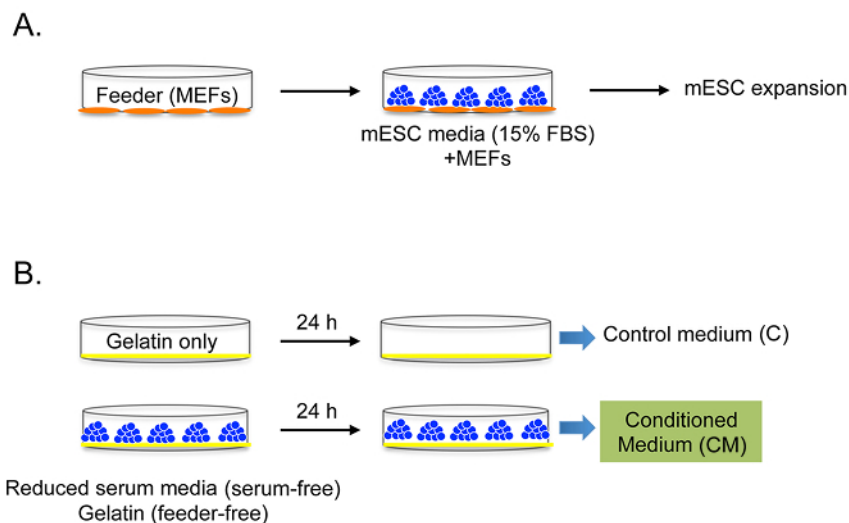 A.
Feeder (MEFs)
mESC media (15% FBS)
+MEFs
mESC expansion
B.
Gelatin only
24 h
Control medium (C)
24 h
Conditioned
Medium (CM)
Reduced serum media (serum-free)
Gelatin (feeder-free)